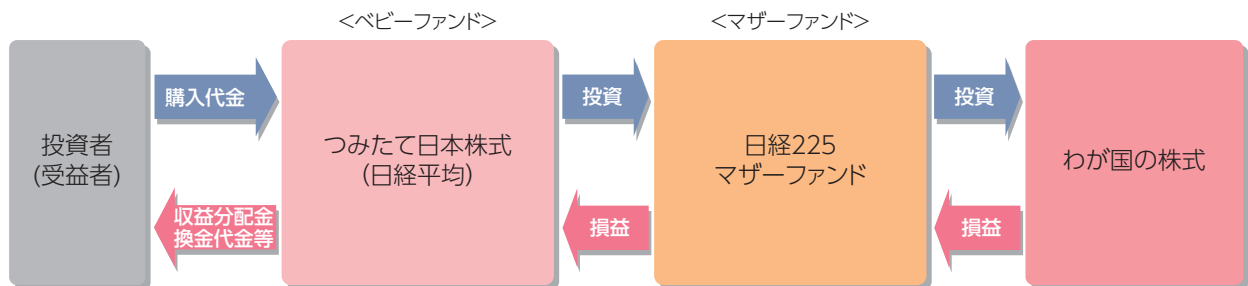 <ベビーファンド>
<マザーファンド>
投資者
(受益者)
購入代金
収益分配金
換金代金等
つみたて日本株式
(日経平均)
投資
損益
日経225
マザーファンド
投資
損益
わが国の株式